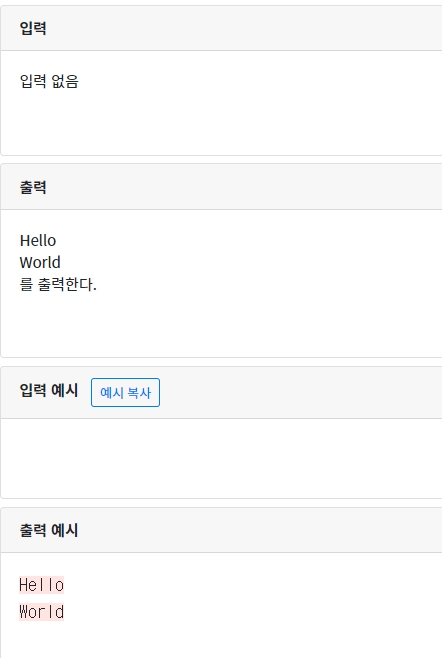 입력
입력 없음
출력
Hello
World
를 출력한다.
입력 예시 예시 복사
출력 예시
Hello
World